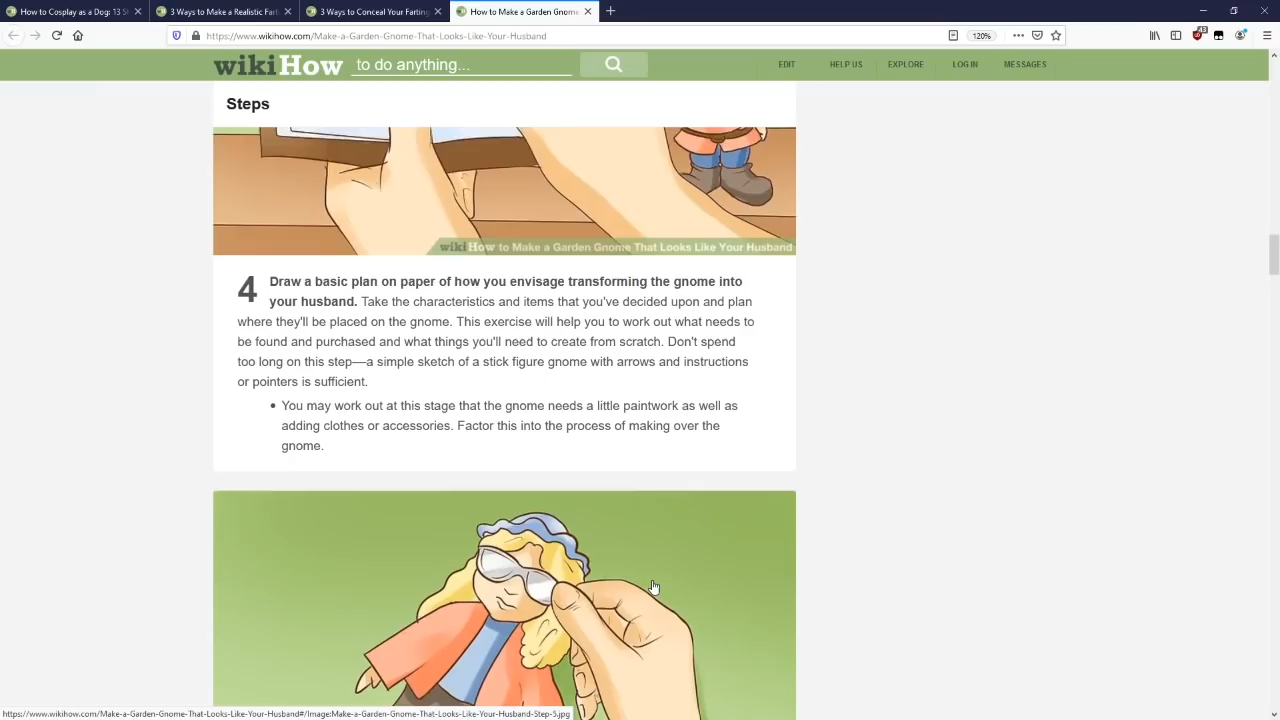 How to Cosplay as a Dog: 13 S
3 Ways to Make a Realistic Fart
3 Ways to Conceal Your Farting
How to Make a Garden Gnome
https://www.wikihow.com/Make-a-Garden-Gnome-That-Looks-Like-Your-Husband
120%
wikiHow to do anything...
EDIT
HELP US
EXPLORE
LOG IN
MESSAGES
Steps
wikiHow to Make a Garden Gnome That Looks Like Your Husband
4 Draw a basic plan on paper of how you envisage transforming the gnome into
your husband. Take the characteristics and items that you've decided upon and plan
where they'll be placed on the gnome. This exercise will help you to work out what needs to
be found and purchased and what things you'll need to create from scratch. Don't spend
too long on this step—a simple sketch of a stick figure gnome with arrows and instructions
or pointers is sufficient.
• You may work out at this stage that the gnome needs a little paintwork as well as
adding clothes or accessories. Factor this into the process of making over the
gnome.
https://www.wikihow.com/Make-a-Garden-Gnome-That-Looks-Like-Your-Husband#/Image:Make-a-Garden-Gnome-That-Looks-Like-Your-Husband-Step-5.jpg